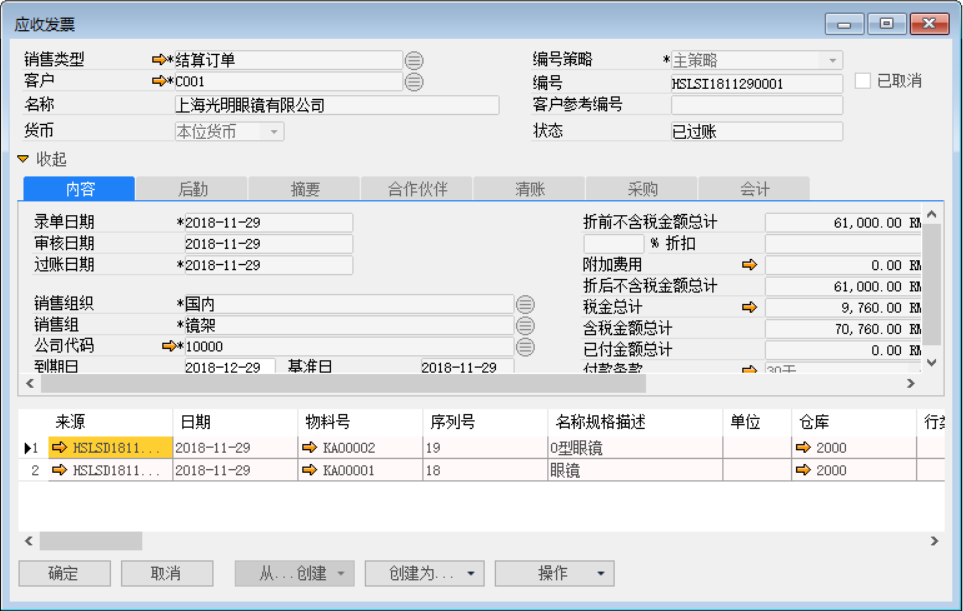 应收发票
销售类型 *结算订单 编号策略 *主策略
客户 *C001 编号 HSLSI1811290001 已取消
名称 上海光明眼镜有限公司 客户参考编号
货币 本位货币 状态 已过账
收起
内容 后勤 摘要 合作伙伴 清账 采购 会计
录单日期 *2018-11-29 折前不含税金额总计 61,000.00 RM
审核日期 2018-11-29 % 折扣
过账日期 *2018-11-29 附加费用 0.00 RM
折后不含税金额总计 61,000.00 RM
销售组织 *国内 税金总计 9,760.00 RM
销售组 *镜架 含税金额总计 70,760.00 RM
公司代码 *10000 已付金额总计 0.00 RM
到期日 2018-12-29 基准日 2018-11-29 付款条款 30天
来源 日期 物料号 序列号 名称规格描述 单位 仓库 行类
1 HSLSD1811... 2018-11-29 KA00002 19 0型眼镜 2000
2 HSLSD1811... 2018-11-29 KA00001 18 眼镜 2000
确定 取消 从...创建 创建为... 操作